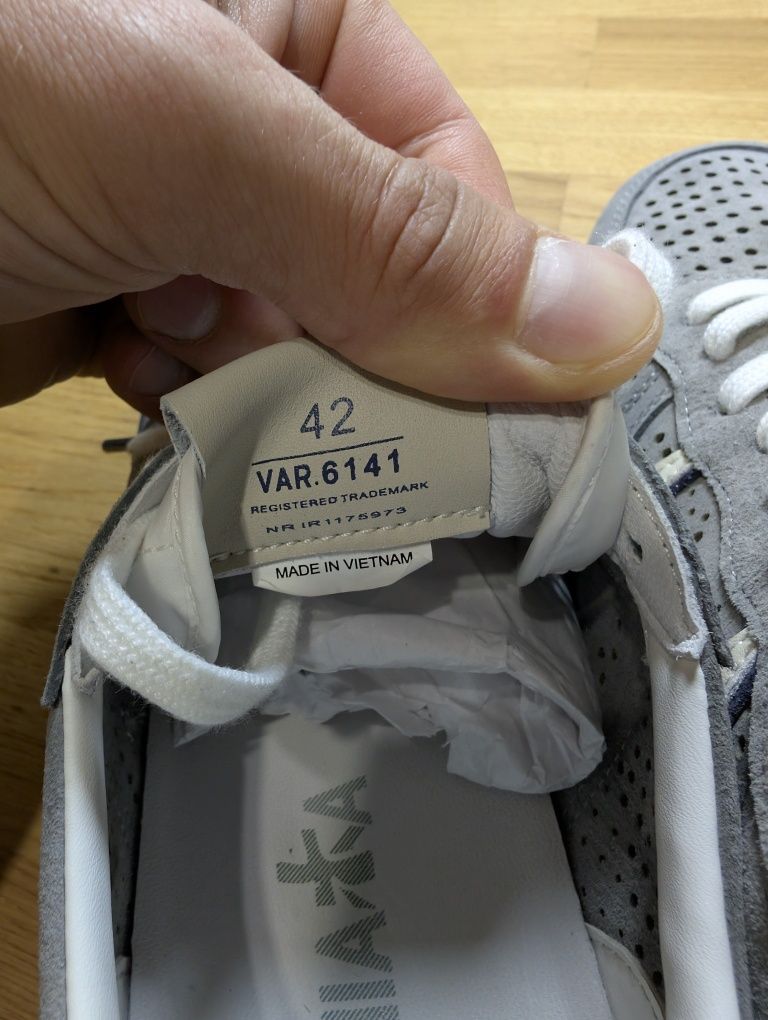 42
VAR.6141
REGISTERED TRADEMARK
NR IR1175973
MADE IN VIETNAM